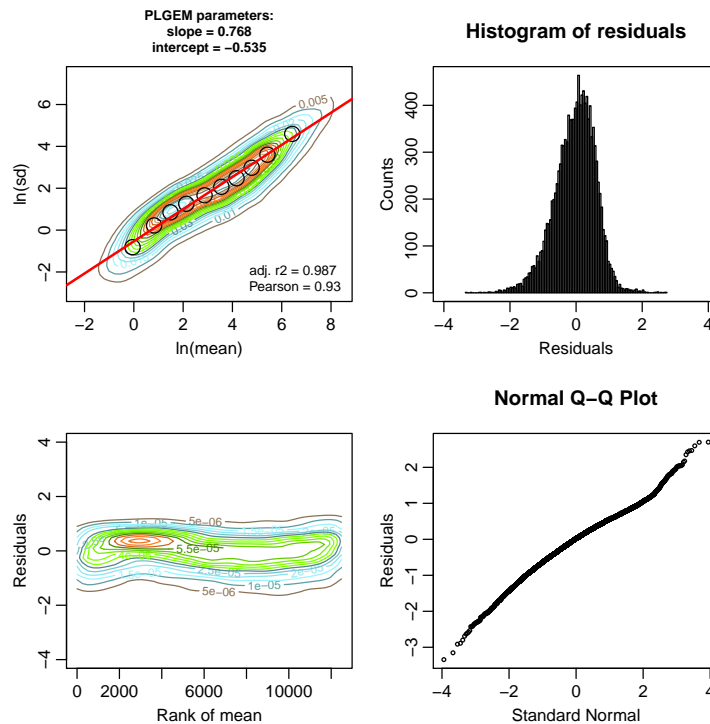 PLGEM parameters:
slope = 0.768
intercept = −0.535
6
4
2
0
−2
ln(sd)
0.005
0.03
0.01
adj. r2 = 0.987
Pearson = 0.93
−2 0 2 4 6 8
ln(mean)
Histogram of residuals
400
300
200
100
0
Counts
−4 −2 0 2 4
Residuals
4
2
0
−2
−4
Residuals
5e−06
5.5e−05
1e−05
5e−06
0 2000 6000 10000
Rank of mean
Normal Q−Q Plot
2
1
0
−1
−2
−3
−4 −2 0 2 4
Standard Normal